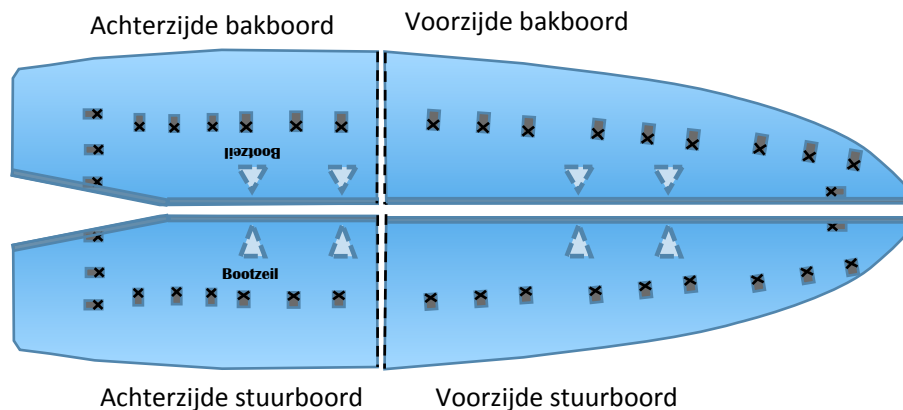 Achterzijde bakboord
Voorzijde bakboord
Bootzeil
Bootzeil
Achterzijde stuurboord
Voorzijde stuurboord